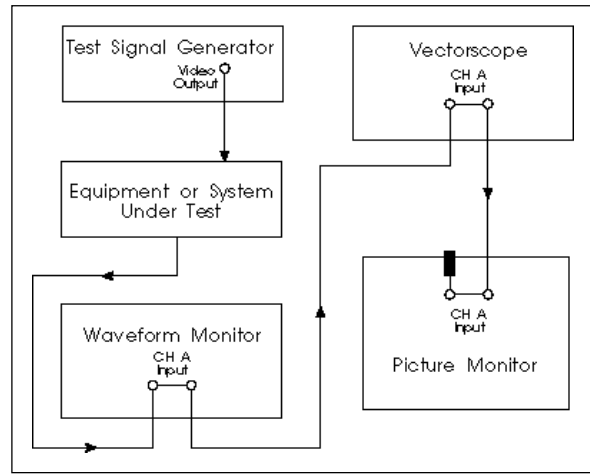 Test Signal Generator
Video
Output
Equipment or System
Under Test
Waveform Monitor
CH A
Input
Vectorscope
CH A
Input
CH A
Input
Picture Monitor